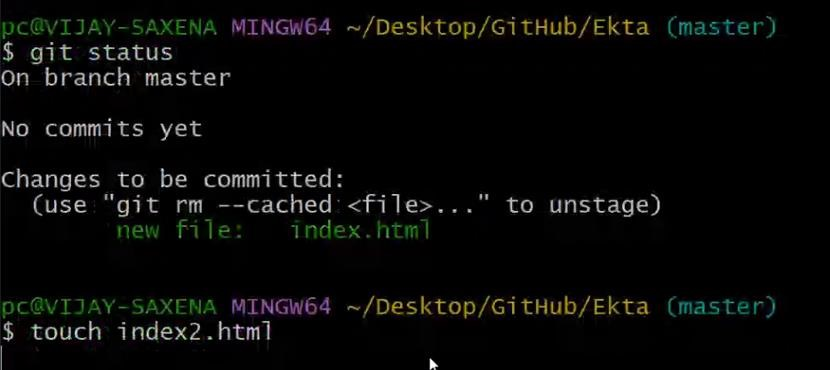 pc@VIJAY-SAXENA MINGW64 ~/Desktop/GitHub/Ekta (master)
$ git status
On branch master
No commits yet
Changes to be committed:
  (use "git rm --cached <file>..." to unstage)
        new file:   index.html
pc@VIJAY-SAXENA MINGW64 ~/Desktop/GitHub/Ekta (master)
$ touch index2.html